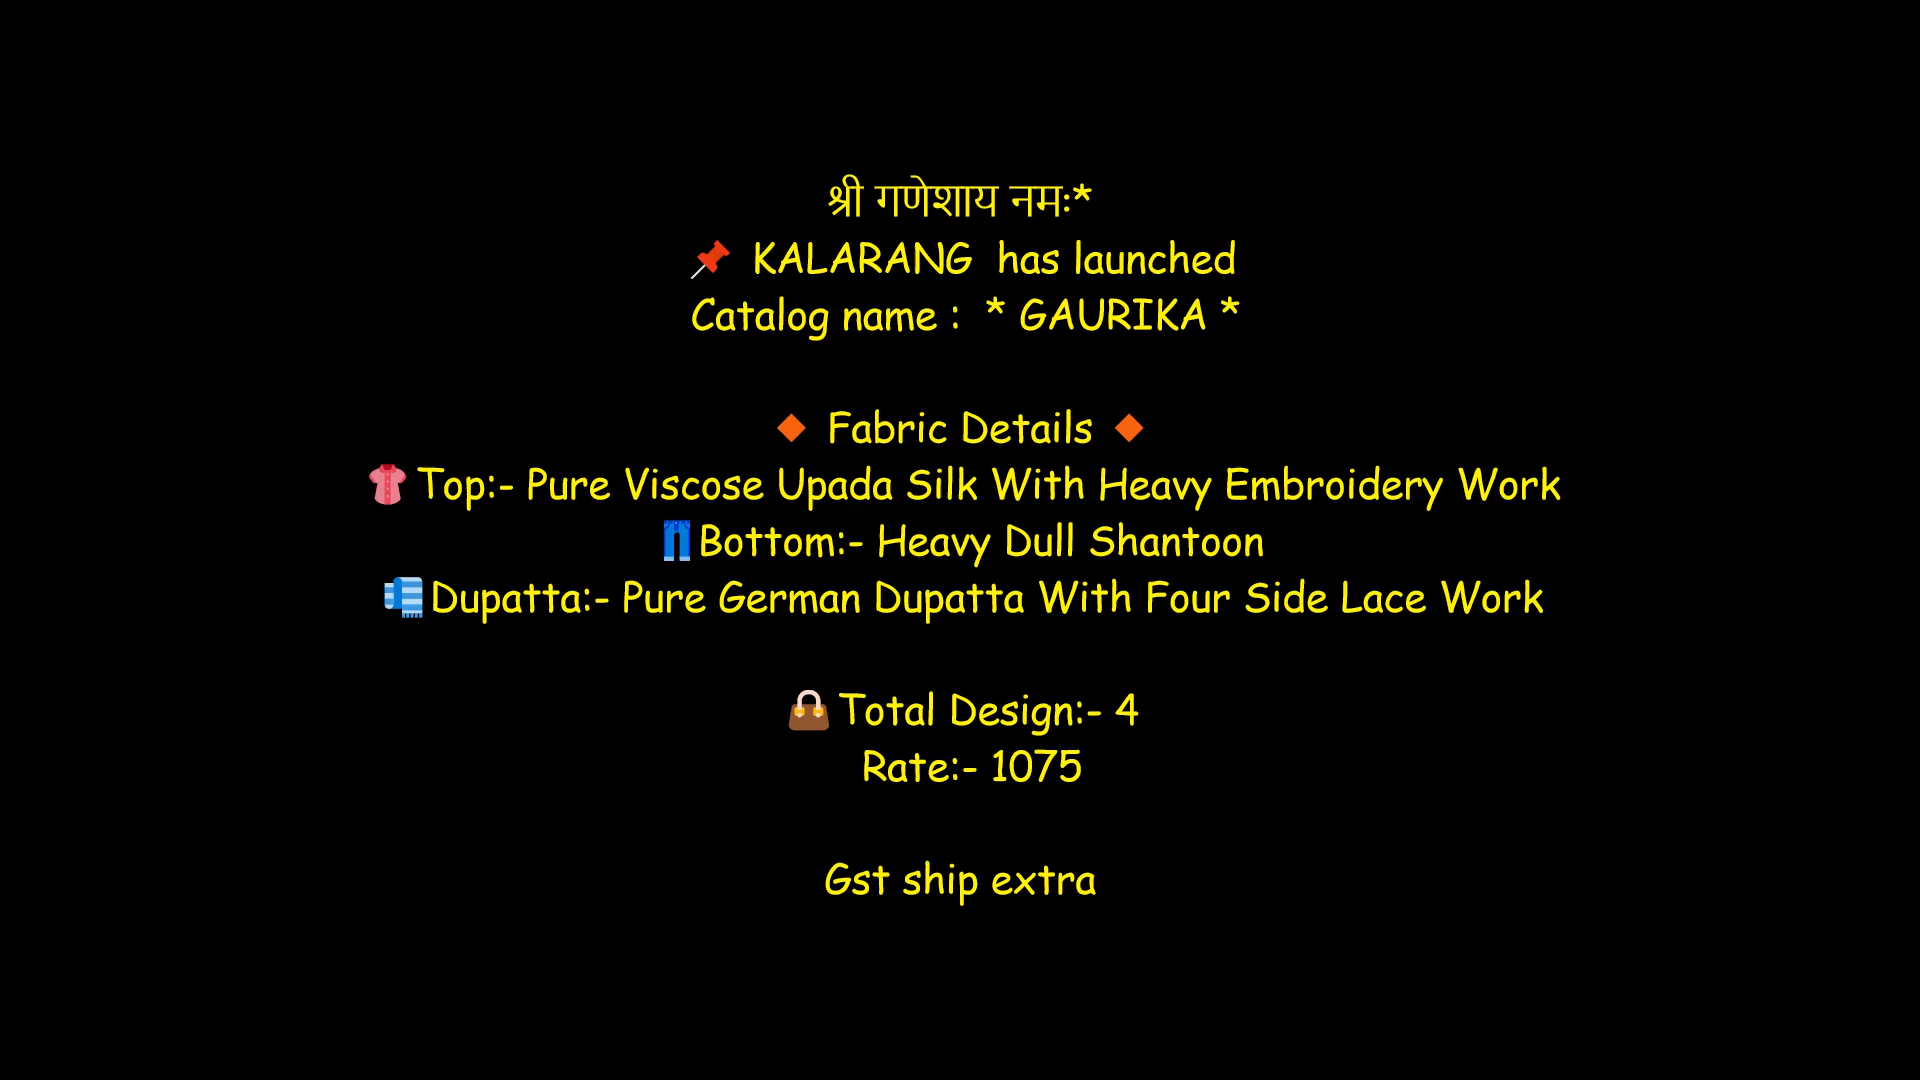 श्री गणेशाय नमः*
📌 KALARANG has launched
Catalog name : * GAURIKA *
🔸 Fabric Details 🔸
👚Top:- Pure Viscose Upada Silk With Heavy Embroidery Work
👖Bottom:- Heavy Dull Shantoon
🧣Dupatta:- Pure German Dupatta With Four Side Lace Work
👜Total Design:- 4
Rate:- 1075
Gst ship extra